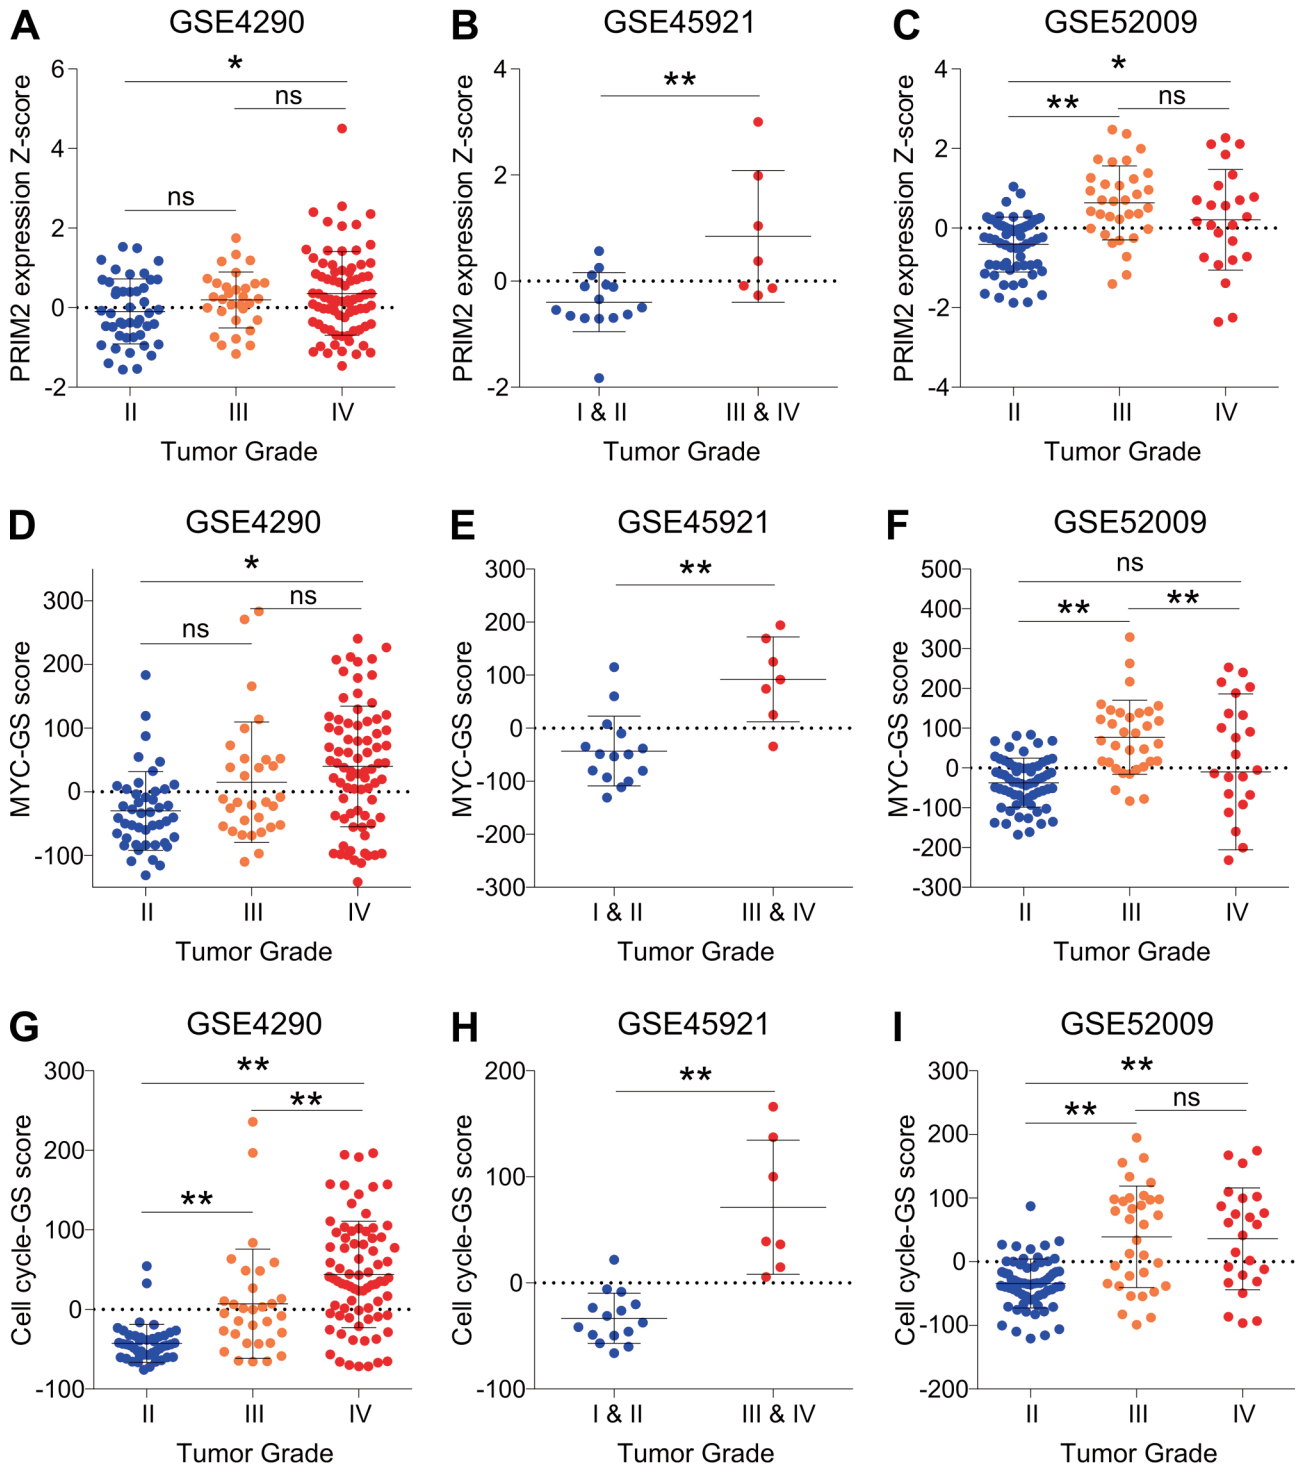 A GSE4290
PRIM2 expression Z-score
6
4
2
0
-2
*
ns
ns
II III IV
Tumor Grade
B GSE45921
PRIM2 expression Z-score
4
2
0
-2
**
I & II III & IV
Tumor Grade
C GSE52009
PRIM2 expression Z-score
4
2
0
-2
-4
*
** ns
II III IV
Tumor Grade
D GSE4290
MYC-GS score
300
200
100
0
-100
*
ns
ns
II III IV
Tumor Grade
E GSE45921
MYC-GS score
300
200
100
0
-100
-200
-300
**
I & II III & IV
Tumor Grade
F GSE52009
MYC-GS score
500
400
300
200
100
0
-100
-200
-300
ns
** **
II III IV
Tumor Grade
G GSE4290
Cell cycle-GS score
300
200
100
0
-100
**
**
**
II III IV
Tumor Grade
H GSE45921
Cell cycle-GS score
200
100
0
-100
**
I & II III & IV
Tumor Grade
I GSE52009
Cell cycle-GS score
300
200
100
0
-100
-200
**
** ns
II III IV
Tumor Grade